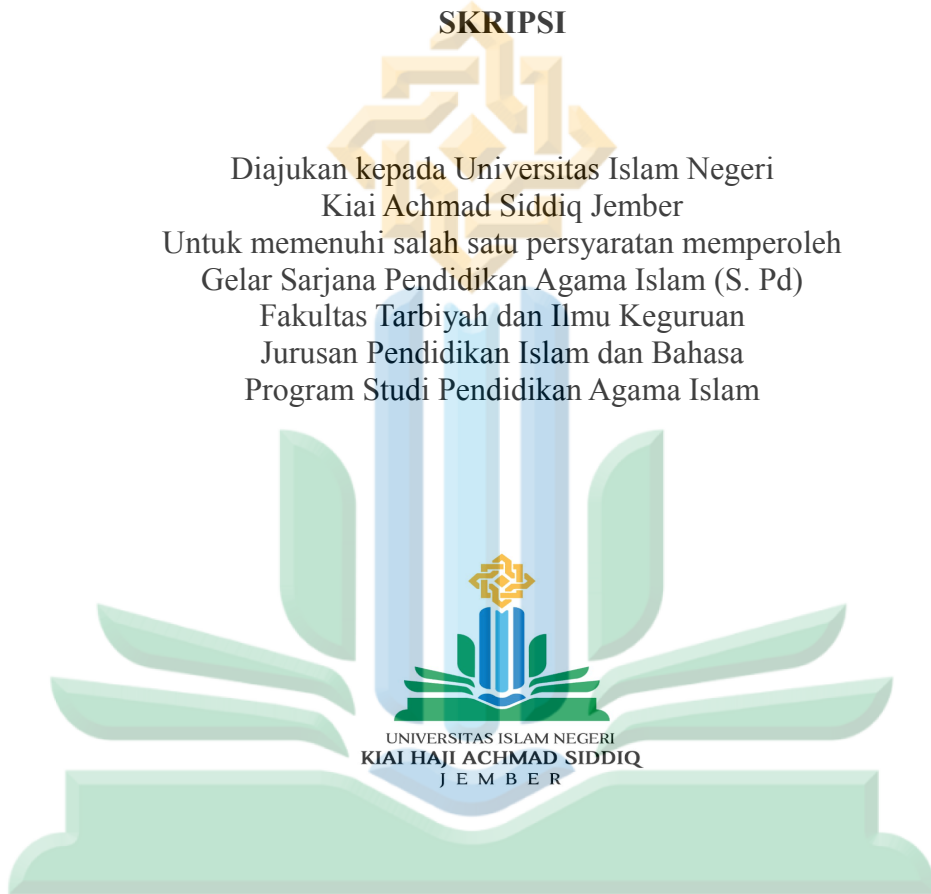 SKRIPSI
Diajukan kepada Universitas Islam Negeri
Kiai Achmad Siddiq Jember
Untuk memenuhi salah satu persyaratan memperoleh
Gelar Sarjana Pendidikan Agama Islam (S. Pd)
Fakultas Tarbiyah dan Ilmu Keguruan
Jurusan Pendidikan Islam dan Bahasa
Program Studi Pendidikan Agama Islam
UNIVERSITAS ISLAM NEGERI
KIAI HAJI ACHMAD SIDDIQ
JEMBER